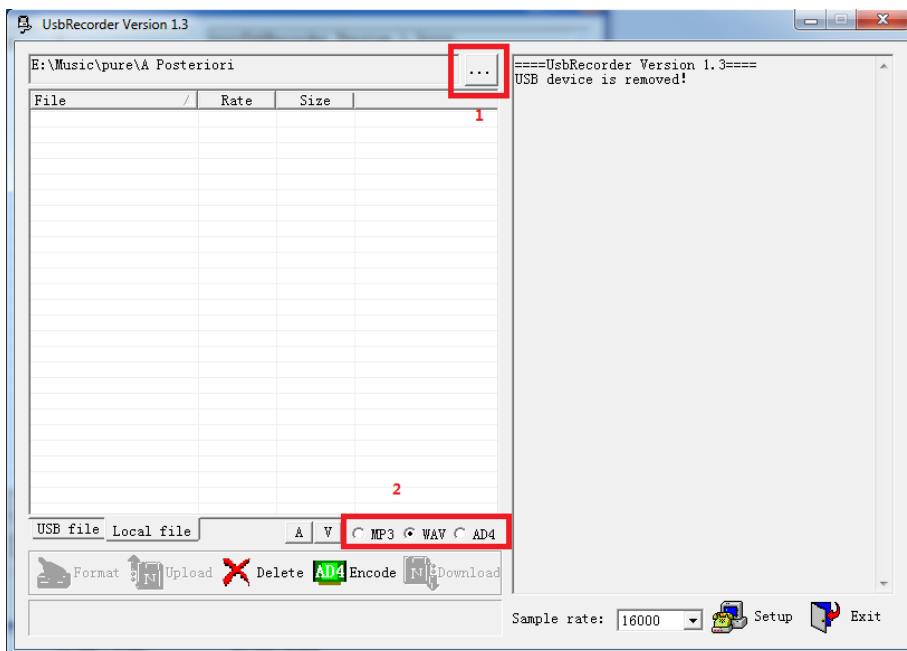 UsbRecorder Version 1.3
E:\Music\pure\A Posteriori ...
====UsbRecorder Version 1.3====
USB device is removed!
File / Rate Size
1
2
USB file Local file A V MP3 WAV AD4
Format N Upload Delete AD4 Encode N Download
Sample rate: 16000 Setup Exit